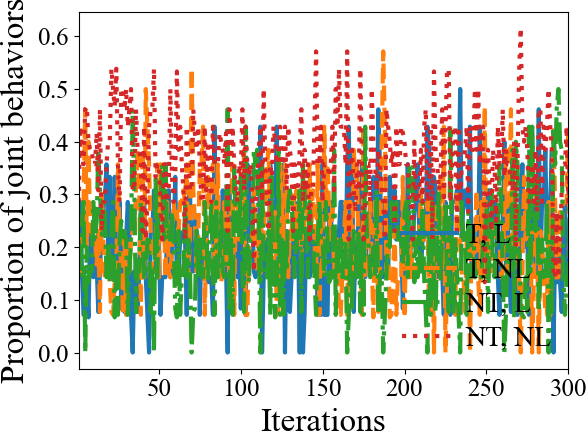 Proportion of joint behaviors
0.6
0.5
0.4
0.3
0.2
0.1
0.0
T, L
T, NL
NT, L
NT, NL
50
100
150
200
250
300
Iterations